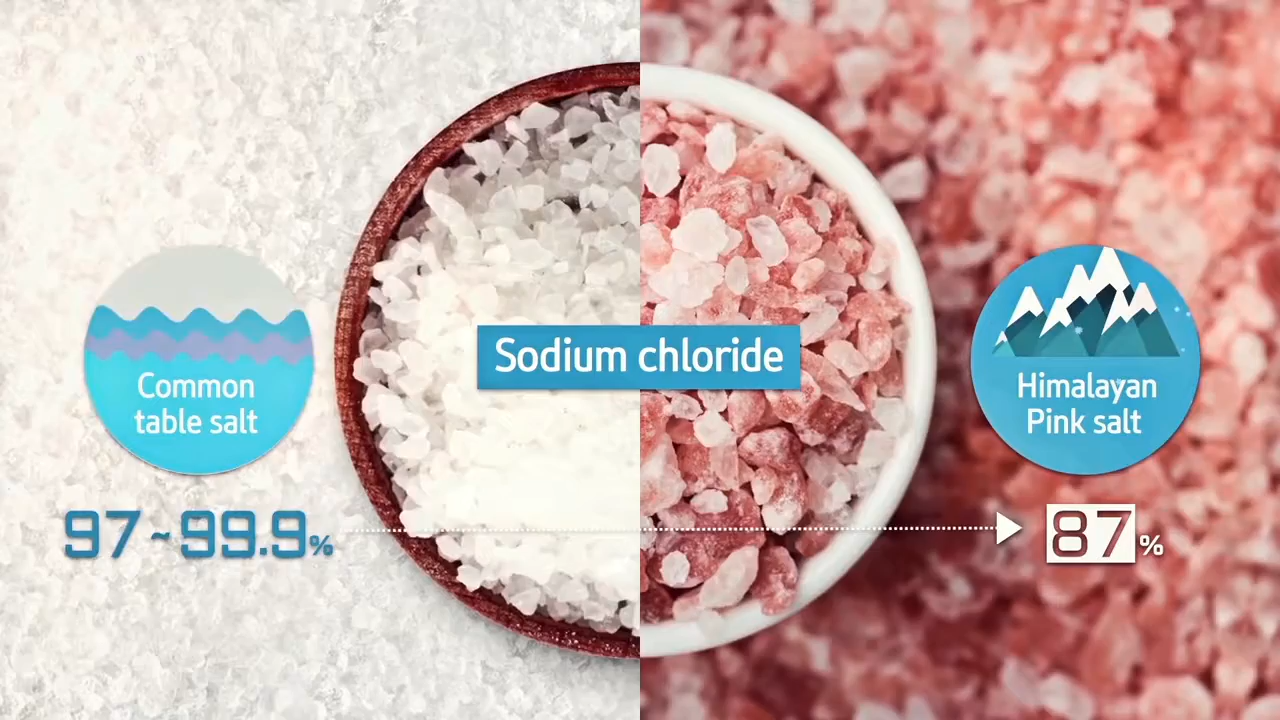 Sodium chloride
Common
table salt
97~99.9%
Himalayan
Pink salt
87%